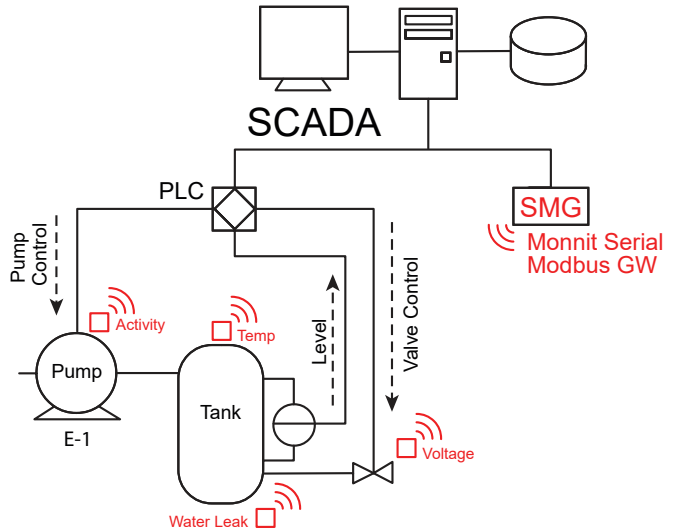 SCADA
PLC
SMG
Monnit Serial
Modbus GW
Pump
Control
Activity
Temp
Level
Valve Control
Pump
Tank
E-1
Voltage
Water Leak